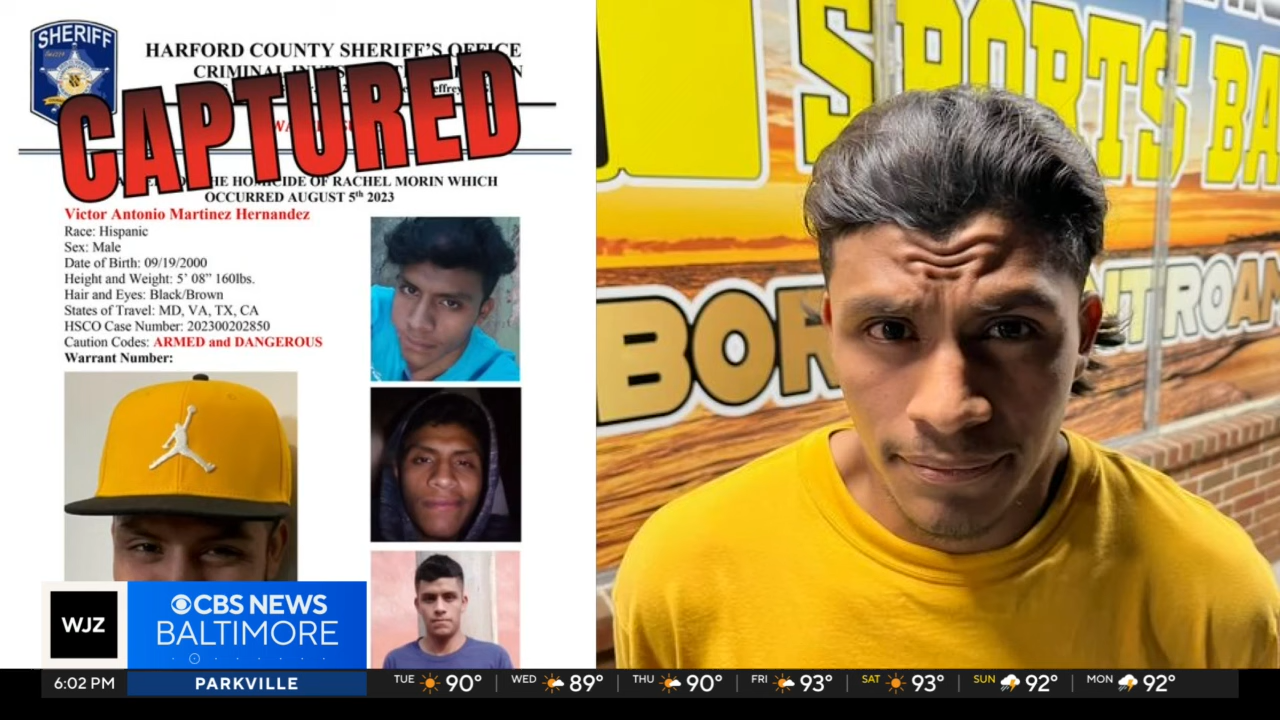 SHERIFF
HARFORD COUNTY SHERIFF'S OFFICE
CRIMINAL
CAPTURED
THE HOMICIDE OF RACHEL MORIN WHICH
OCCURRED AUGUST 5th 2023
Victor Antonio Martinez Hernandez
Race: Hispanic
Sex: Male
Date of Birth: 09/19/2000
Height and Weight: 5' 08" 160lbs.
Hair and Eyes: Black/Brown
States of Travel: MD, VA, TX, CA
HSCO Case Number: 202300202850
Caution Codes: ARMED and DANGEROUS
Warrant Number:
SPORTS BA
BOR
NT ROAM
WJZ
CBS NEWS
BALTIMORE
6:02 PM
PARKVILLE
TUE 90° | WED 89° | THU 90° | FRI 93° | SAT 93° | SUN 92° | MON 92°